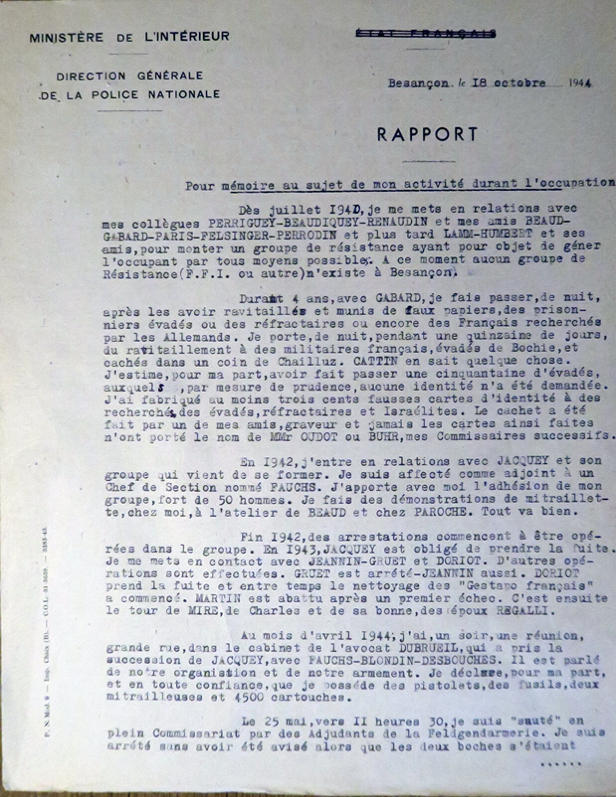 MINISTÈRE DE L'INTÉRIEUR
ÉTAT FRANÇAIS
DIRECTION GÉNÉRALE
DE LA POLICE NATIONALE
Besançon, le 18 octobre 1944
RAPPORT
Pour mémoire au sujet de mon activité durant l'occupation
Dès juillet 1940, je me mets en relations avec
mes collègues PERRIGUEY-BEAUDIQUEY-RENAUDIN et mes amis BEAUD-
GABARD-PARIS-FELSINGER-PERRODIN et plus tard LAMM-HUMBERT et ses
amis,pour monter un groupe de résistance ayant pour objet de géner
l'occupant par tous moyens possibles. A ce moment aucun groupe de
Résistance(F.F.I. ou autre)n'existe à Besançon.
Durant 4 ans,avec GABARD,je fais passer,de nuit,
après les avoir ravitaillés et munis de faux papiers,des prison-
niers évadés ou des réfractaires ou encore des Français recherchés
par les Allemands. Je porte,de nuit,pendant une quinzaine de jours,
du ravitaillement à des militaires français,évadés de Bochie,et
cachés dans un coin de Chailluz. CATTIN en sait quelque chose.
J'estime,pour ma part,avoir fait passer une cinquantaine d'évadés,
auxquels ,par mesure de prudence,aucune identité n'a été demandée.
J'ai fabriqué au moins trois cents fausses cartes d'identité à des
recherchés,des évadés,réfractaires et Israélites. Le cachet a été
fait par un de mes amis,graveur et jamais les cartes ainsi faites
n'ont porté le nom de MMr OUDOT ou BUHR,mes Commissaires successifs.
En 1942,j'entre en relations avec JACQUEY et son
groupe qui vient de se former. Je suis affecté comme adjoint à un
Chef de Section nommé FAUCHS. J'apporte avec moi l'adhésion de mon
groupe,fort de 50 hommes. Je fais des démonstrations de mitraillet-
te,chez moi,à l'atelier de BEAUD et chez PAROCHE. Tout va bien.
Fin 1942,des arrestations commencent à être opé-
rées dans le groupe. En 1943,JACQUEY est obligé de prendre la fuite.
Je me mets en contact avec JEANNIN-GRUET et DORIOT. D'autres opé-
rations sont effectuées. GRUET est arrêté-JEANNIN aussi. DORIOT
prend la fuite et entre temps le nettoyage des "Gestapo français"
a commencé. MARTIN est abattu après un premier échec. C'est ensuite
le tour de MIRE,de Charles et de sa bonne,des époux REGALLI.
Au mois d'avril 1944,j'ai,un soir,une réunion,
grande rue,dans le cabinet de l'avocat DUBREUIL,qui a pris la
succession de JACQUEY,avec FAUCHS-BLONDIN-DESBOUCHES. Il est parlé
de notre organistion et de notre armement. Je déclare,pour ma part,
et en toute confiance,que je posséde des pistolets,des fusils,deux
mitrailleuses et 4500 cartouches.
Le 25 mai,vers II heures 30,je suis "sauté" en
plein Commissariat par des Adjudants de la Feldgendarmerie. Je suis
arrêté sans avoir été avisé alors que les deux boches s'étaient
......